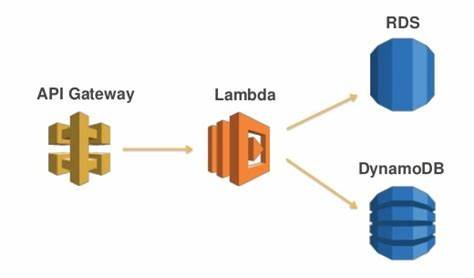 RDS
API Gateway
Lambda
DynamoDB